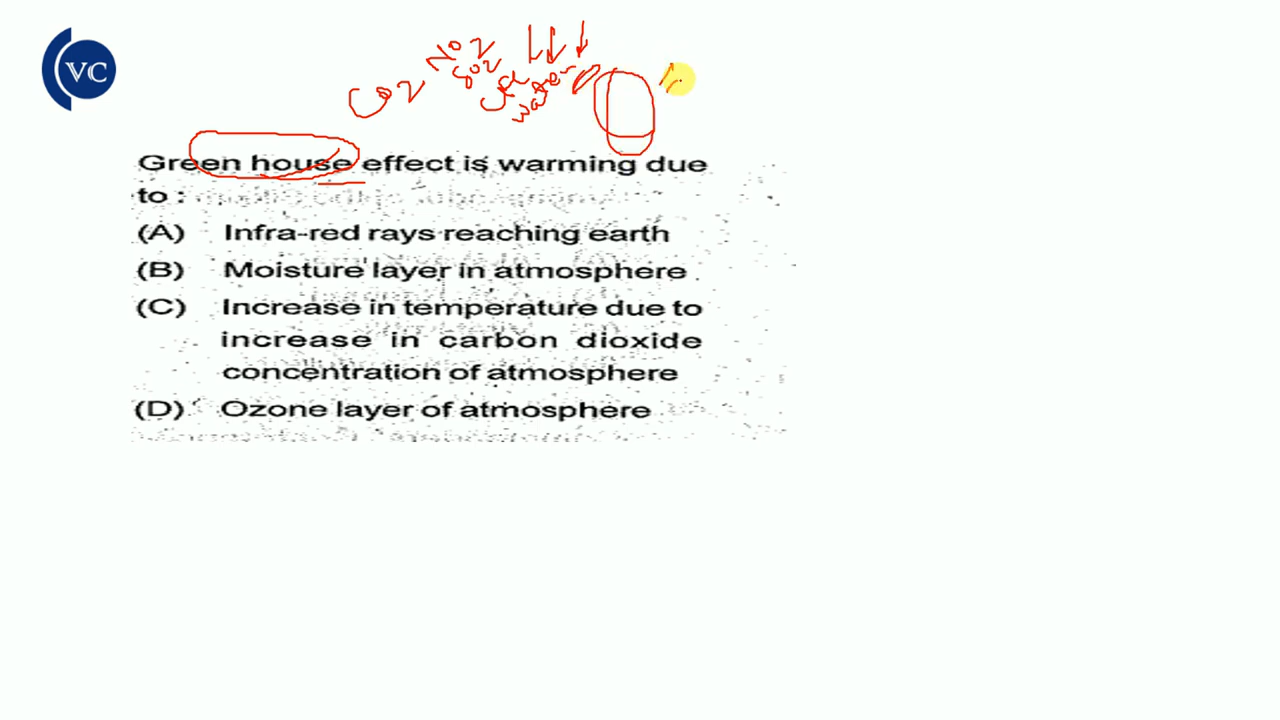 VC
NO2
SO2
CO2
water
Green house effect is warming due
to :
(A) Infra-red rays reaching earth
(B) Moisture layer in atmosphere
(C) Increase in temperature due to
increase in carbon dioxide
concentration of atmosphere
(D) Ozone layer of atmosphere